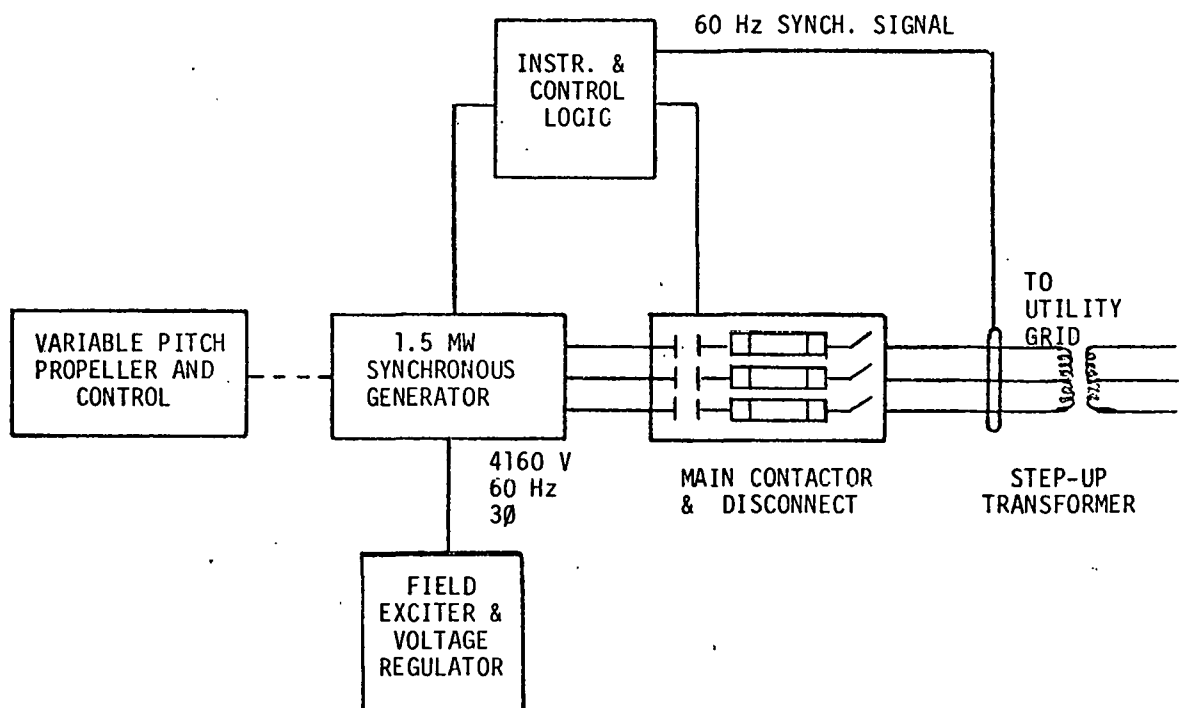 60 Hz SYNCH. SIGNAL
INSTR. &
CONTROL
LOGIC
TO
UTILITY
GRID
VARIABLE PITCH
PROPELLER AND
CONTROL
1.5 MW
SYNCHRONOUS
GENERATOR
4160 V
60 Hz
3Ø
MAIN CONTACTOR
& DISCONNECT
STEP-UP
TRANSFORMER
FIELD
EXCITER &
VOLTAGE
REGULATOR